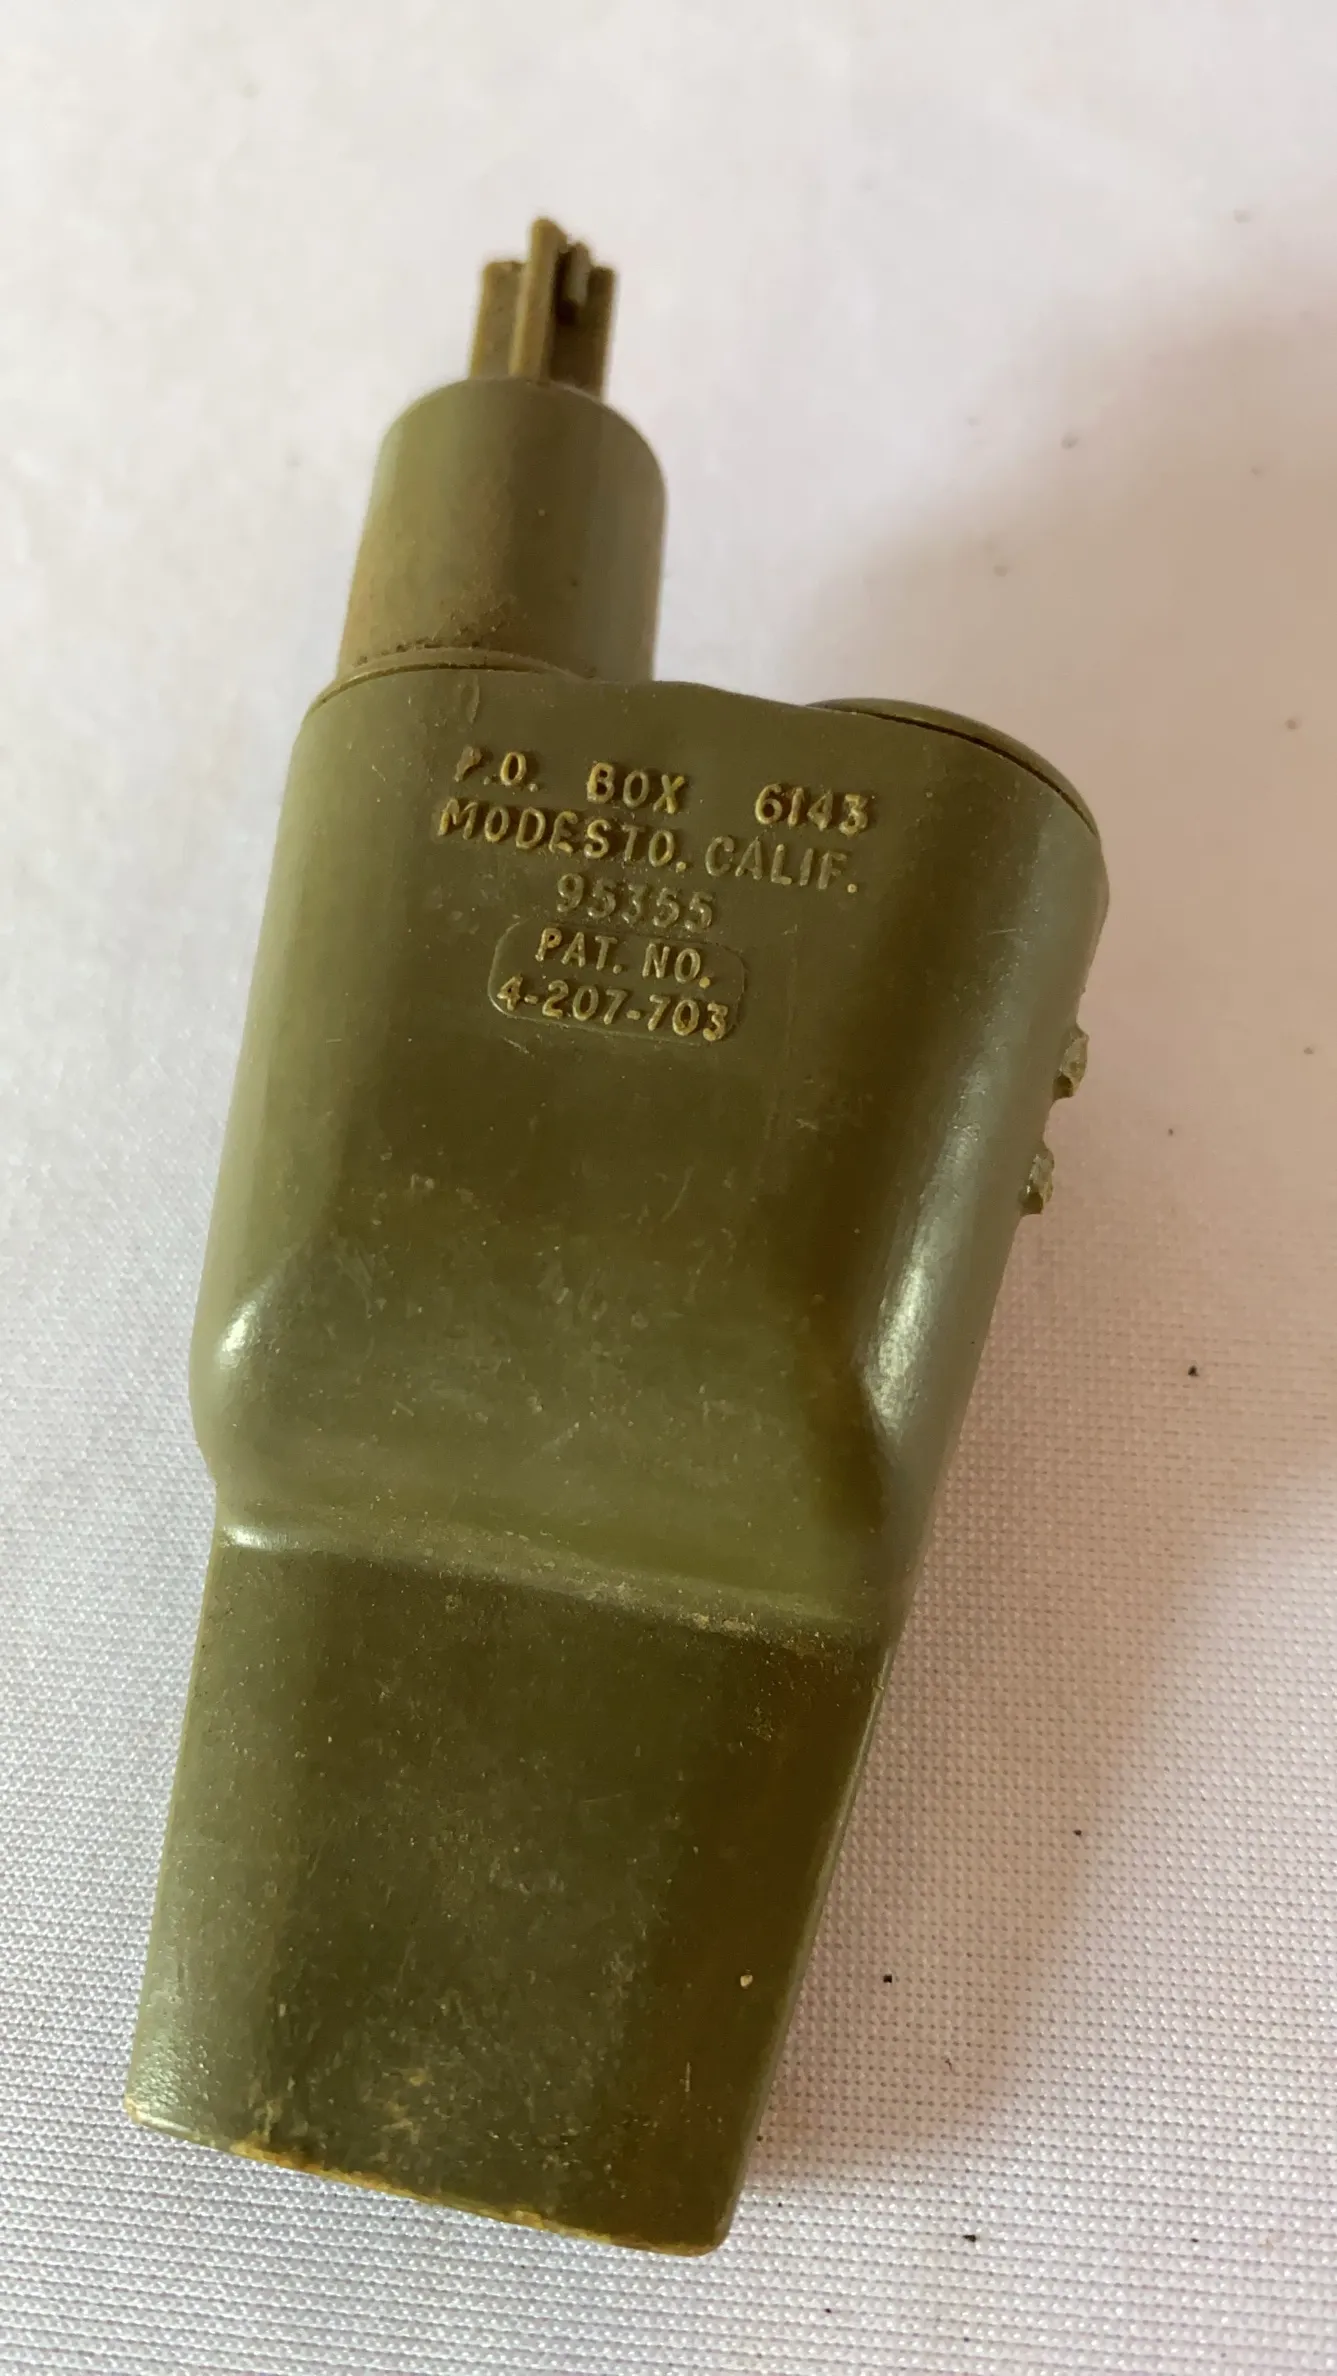 P.O. BOX 6143
MODESTO, CALIF.
95355
PAT. NO.
4-207-703